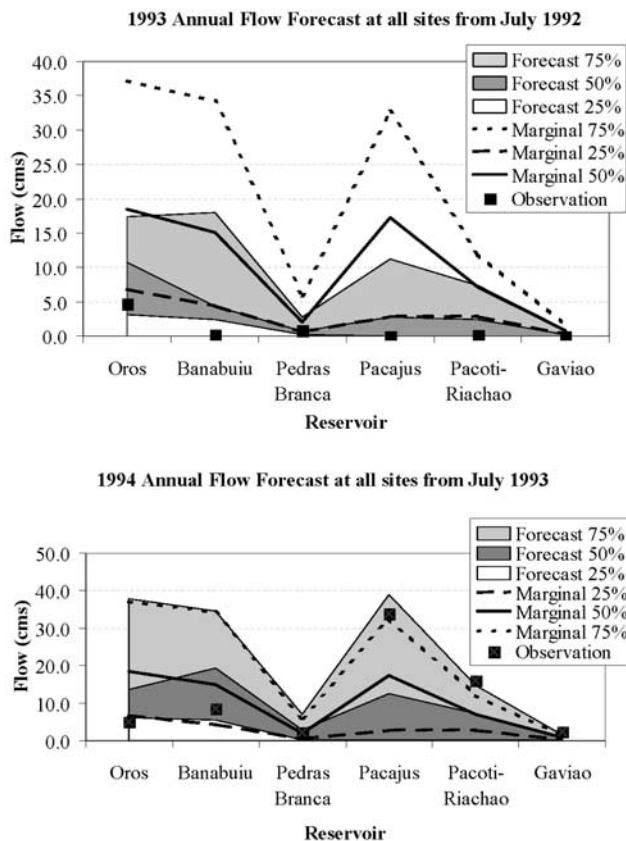 1993 Annual Flow Forecast at all sites from July 1992
Forecast 75%
Forecast 50%
Forecast 25%
Marginal 75%
Marginal 25%
Marginal 50%
Observation
Flow (cms)
40.0
35.0
30.0
25.0
20.0
15.0
10.0
5.0
0.0
Oros Banabuiu Pedras Pacajus Pacoti- Gaviao
Branca Riachao
Reservoir
1994 Annual Flow Forecast at all sites from July 1993
Forecast 75%
Forecast 50%
Forecast 25%
Marginal 25%
Marginal 50%
Marginal 75%
Observation
Flow (cms)
50.0
40.0
30.0
20.0
10.0
0.0
Oros Banabuiu Pedras Pacajus Pacoti- Gaviao
Branca Riachao
Reservoir